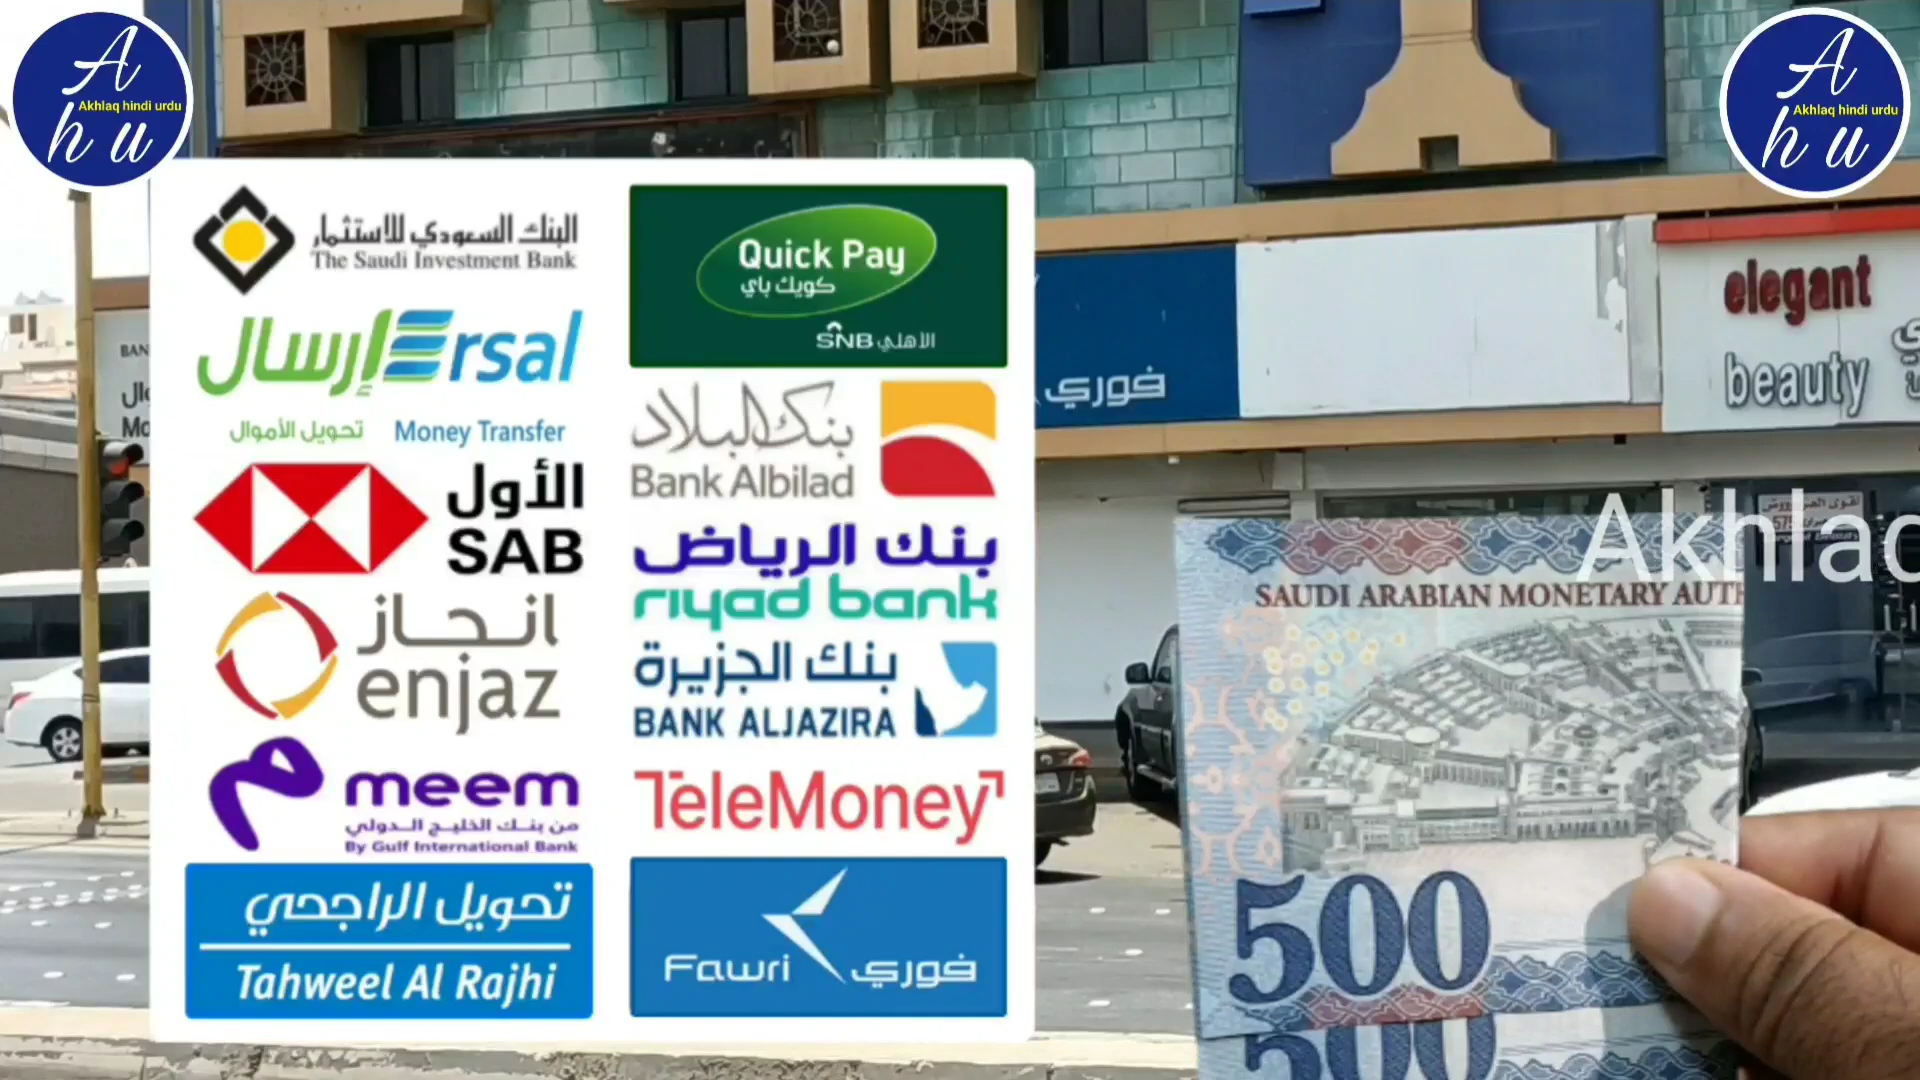 A
Akhlaq hindi urdu
h u
A
Akhlaq hindi urdu
h u
البنك السعودي للاستثمار
The Saudi Investment Bank
إرسال Ersal
تحويل الأموال Money Transfer
الأول
SAB
انجاز
enjaz
meem
من بنك الخليج الدولي
By Gulf International Bank
تحويل الراجحي
Tahweel Al Rajhi
Quick Pay
كويك باي
SNB الأهلي
بنك البلاد
Bank Albilad
بنك الرياض
riyad bank
بنك الجزيرة
BANK ALJAZIRA
TeleMoney
Fawri فوري
فوري
elegant
beauty
Akhlaq
SAUDI ARABIAN MONETARY AUTH
500
500